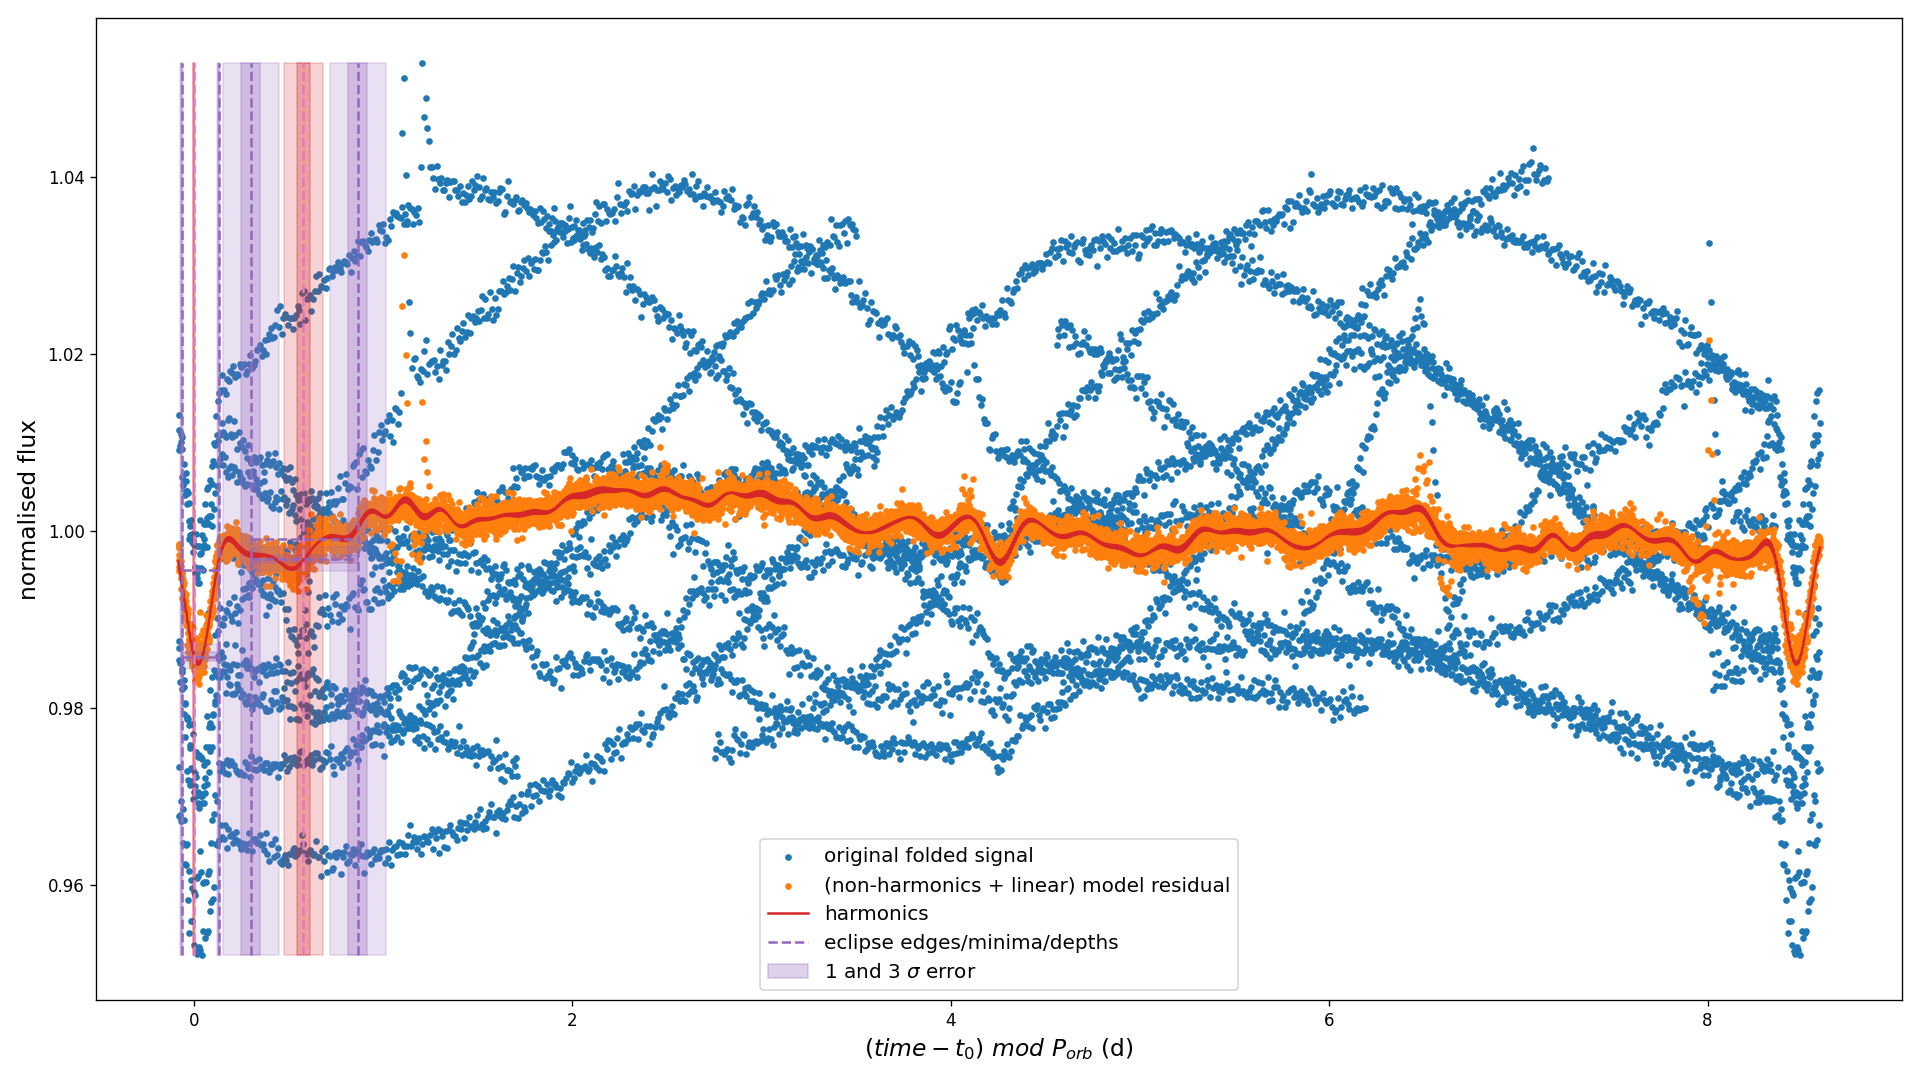 normalised flux
1.04
1.02
1.00
0.98
0.96
original folded signal
(non-harmonics + linear) model residual
harmonics
eclipse edges/minima/depths
1 and 3 σ error
0 2 4 6 8
(time − t₀) mod P_orb (d)